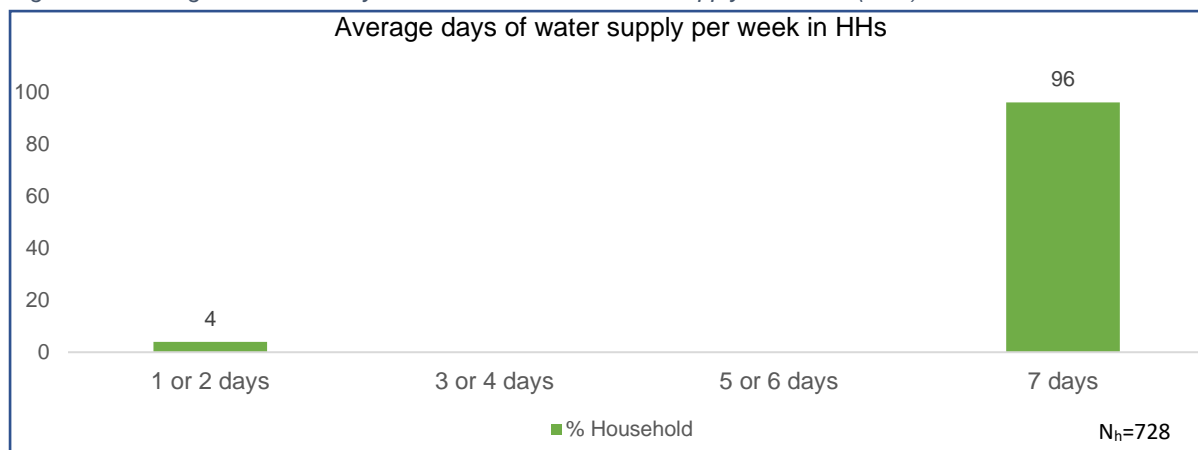 Average days of water supply per week in HHs
96
100
80
60
40
20
4
0
1 or 2 days 3 or 4 days 5 or 6 days 7 days
% Household
Nₕ=728